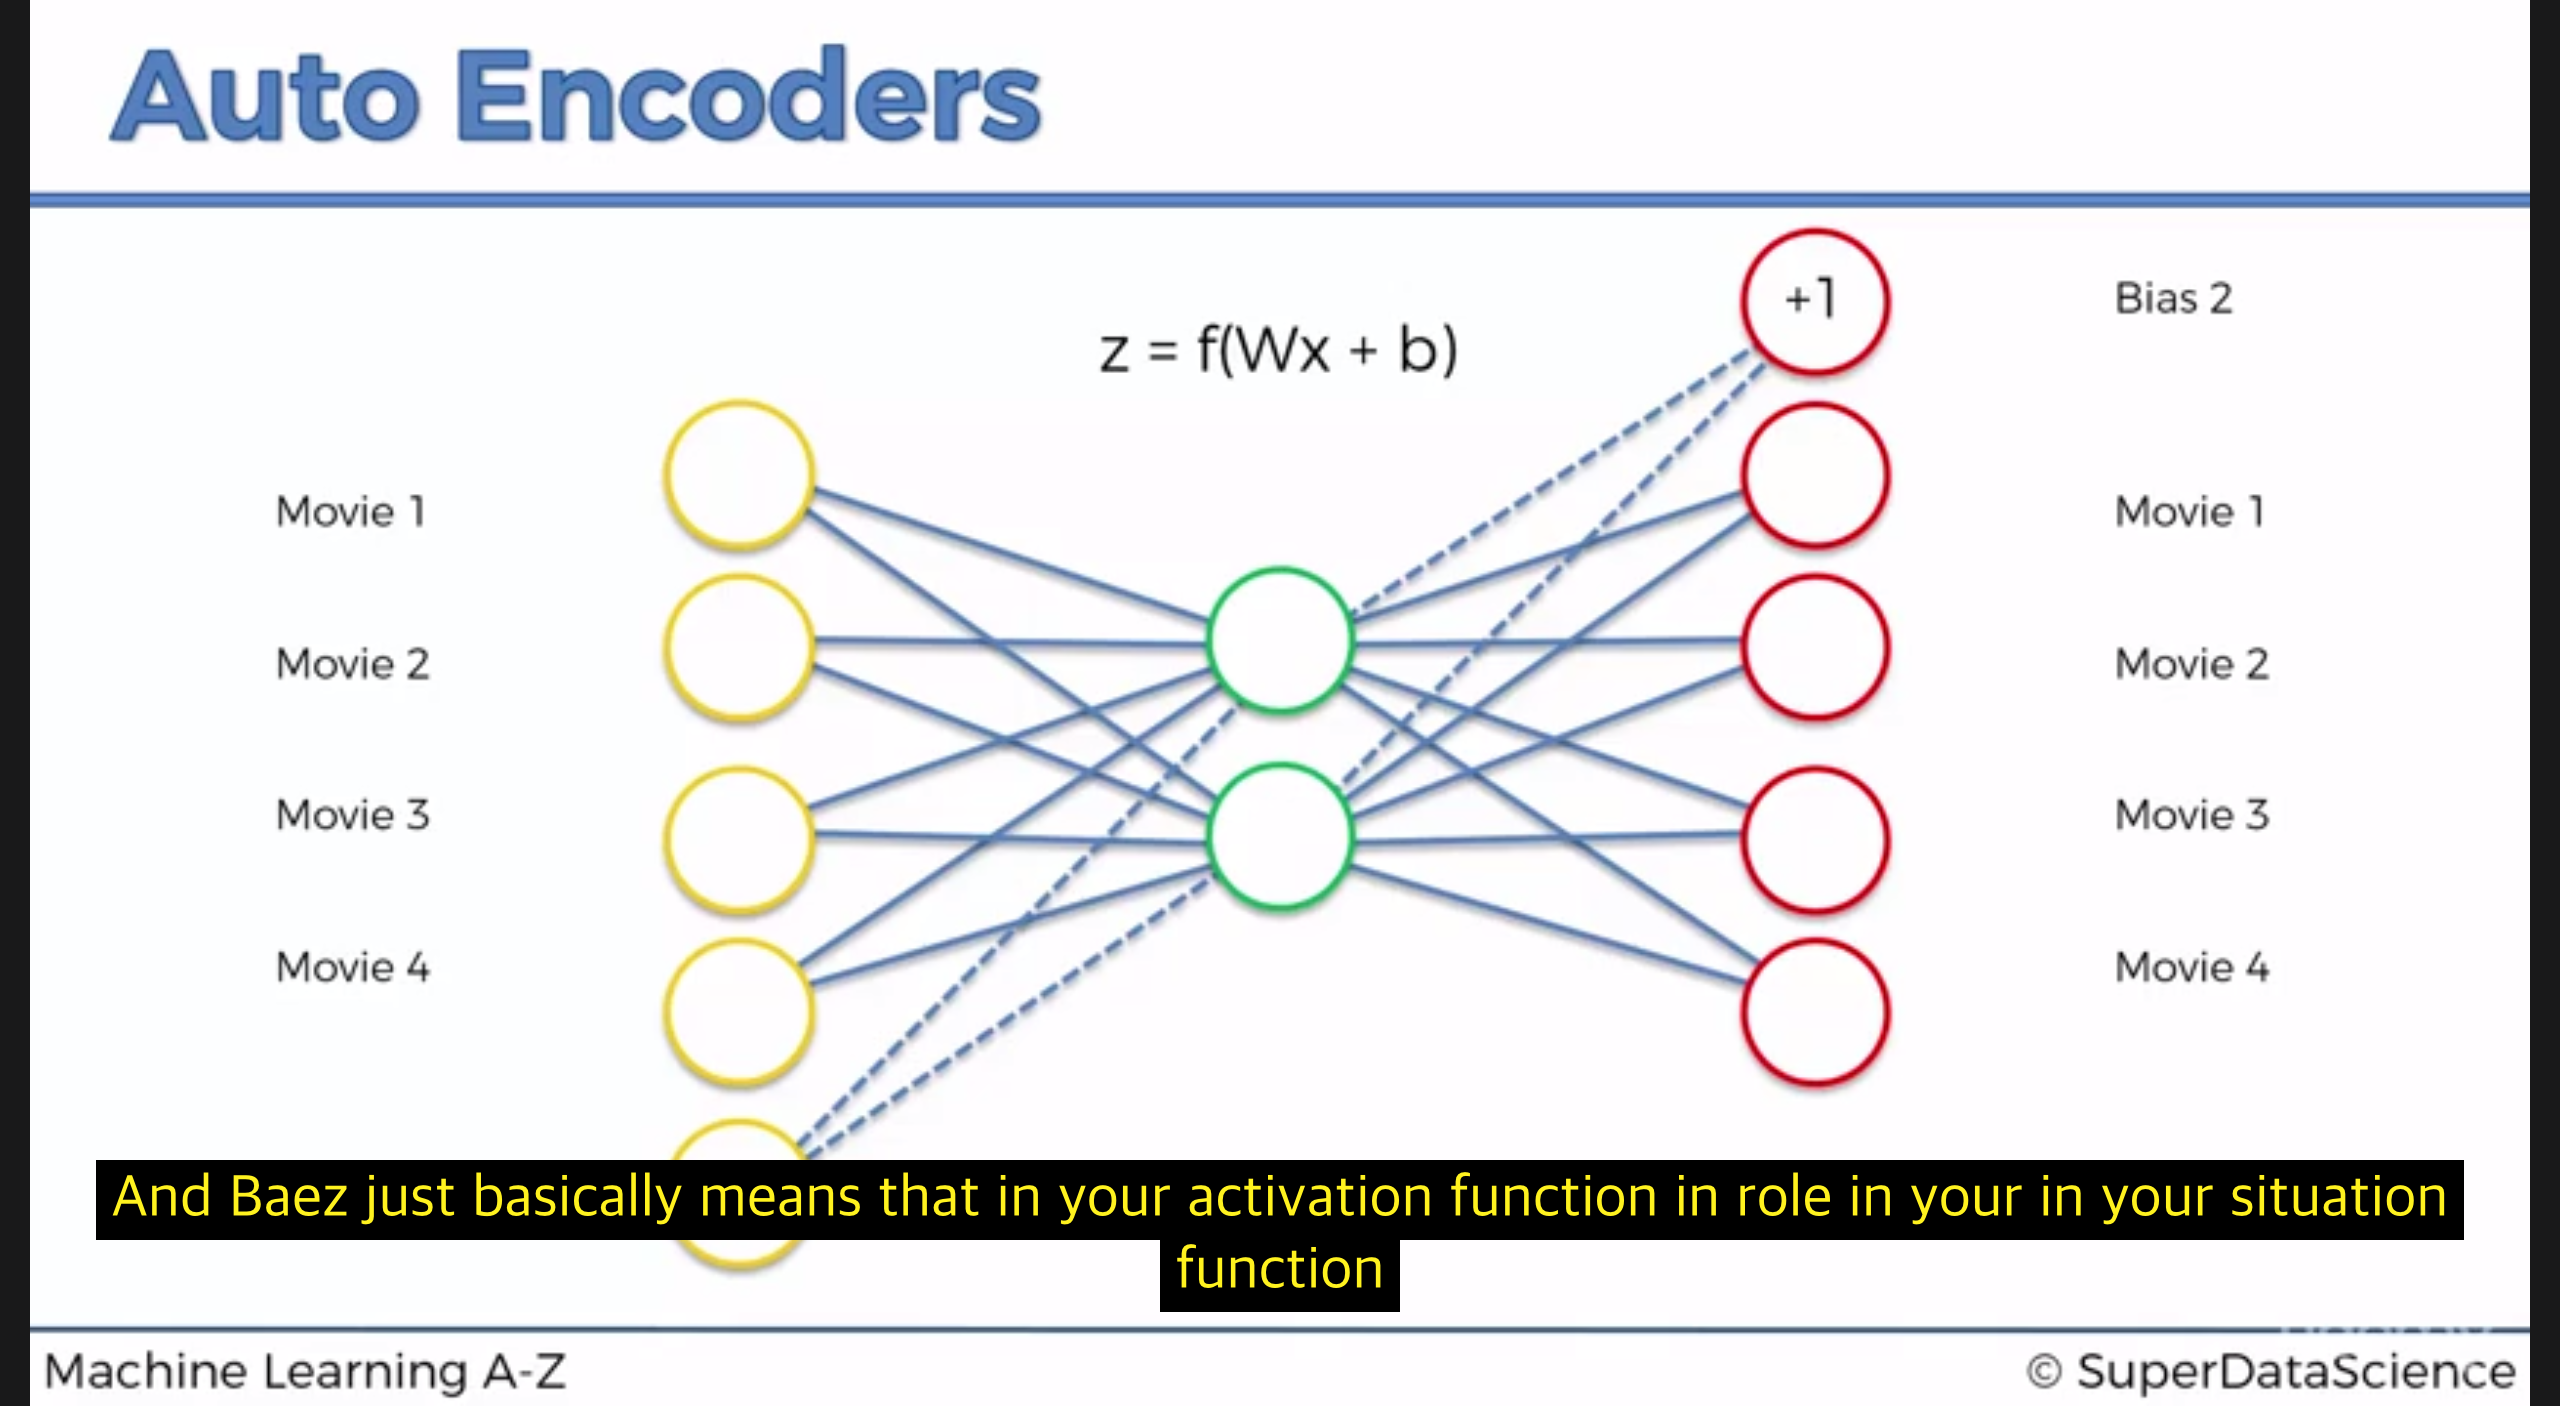 Auto Encoders
z = f(Wx + b)
+1
Bias 2
Movie 1
Movie 1
Movie 2
Movie 2
Movie 3
Movie 3
Movie 4
Movie 4
And Baez just basically means that in your activation function in role in your in your situation
function
Machine Learning A-Z
© SuperDataScience